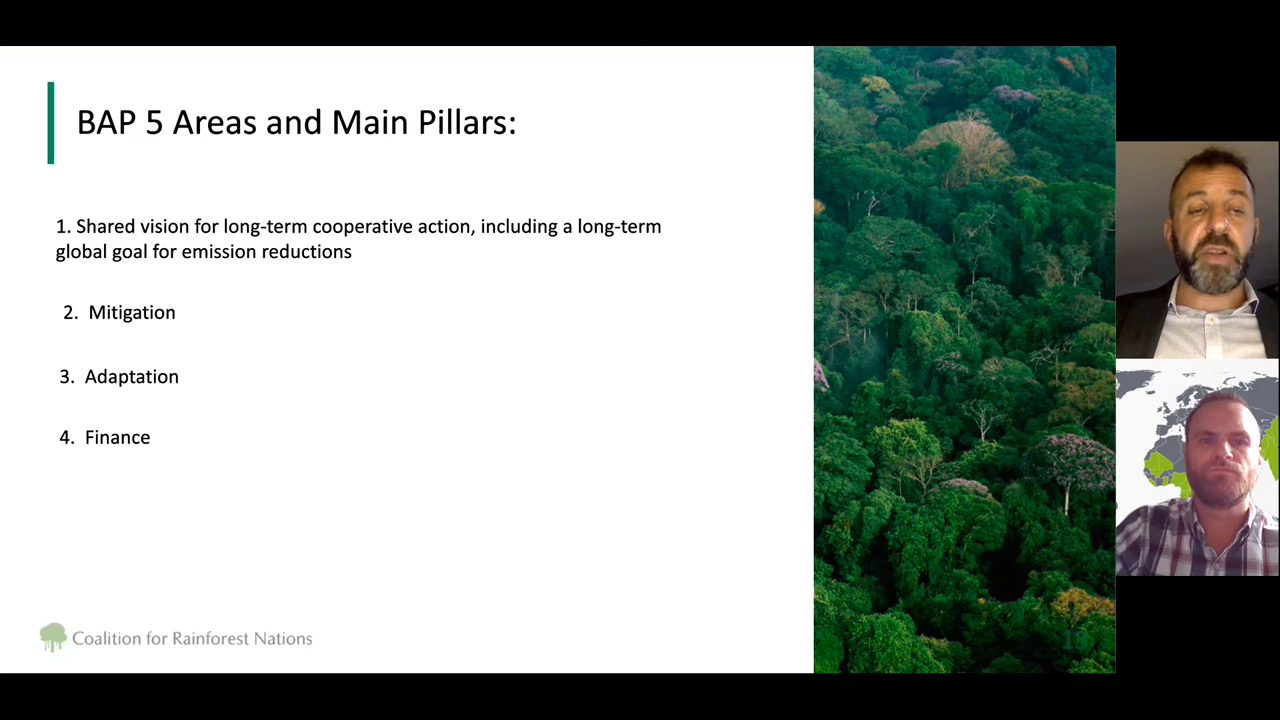 BAP 5 Areas and Main Pillars:
1. Shared vision for long-term cooperative action, including a long-term
global goal for emission reductions
2. Mitigation
3. Adaptation
4. Finance
Coalition for Rainforest Nations
13